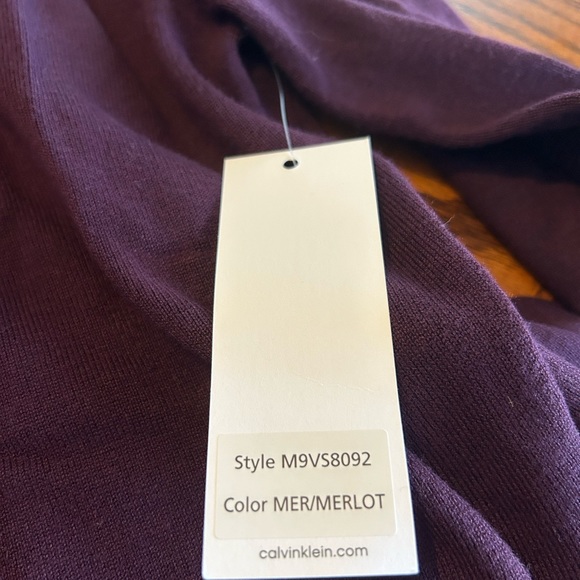 Style M9VS8092
Color MER/MERLOT
calvinklein.com